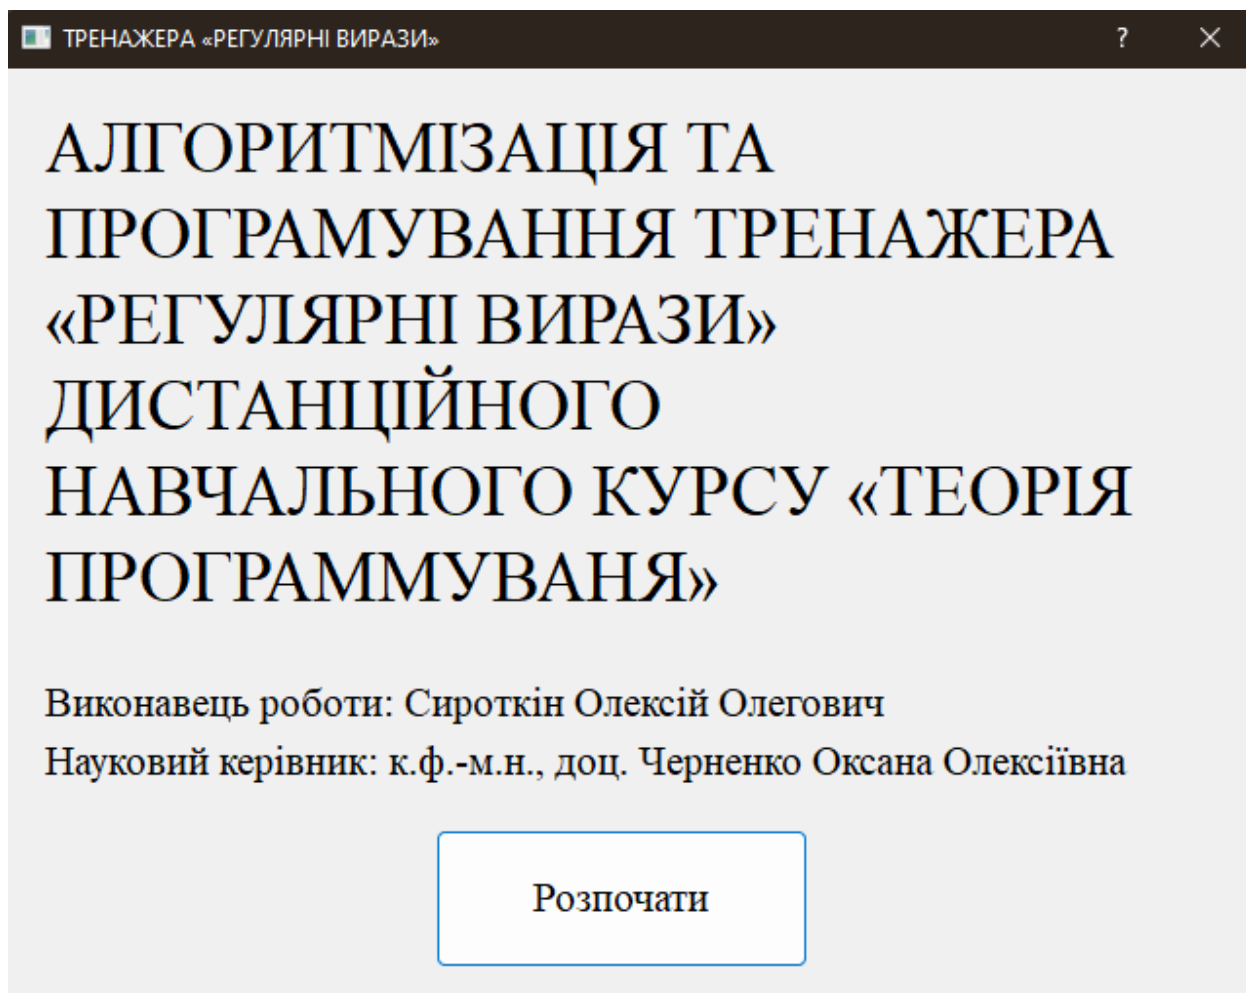 ТРЕНАЖЕРА «РЕГУЛЯРНІ ВИРАЗИ»
?
АЛГОРИТМІЗАЦІЯ ТА
ПРОГРАМУВАННЯ ТРЕНАЖЕРА
«РЕГУЛЯРНІ ВИРАЗИ»
ДИСТАНЦІЙНОГО
НАВЧАЛЬНОГО КУРСУ «ТЕОРІЯ
ПРОГРАММУВАНЯ»
Виконавець роботи: Сироткін Олексій Олегович
Науковий керівник: к.ф.-м.н., доц. Черненко Оксана Олексіївна
Розпочати